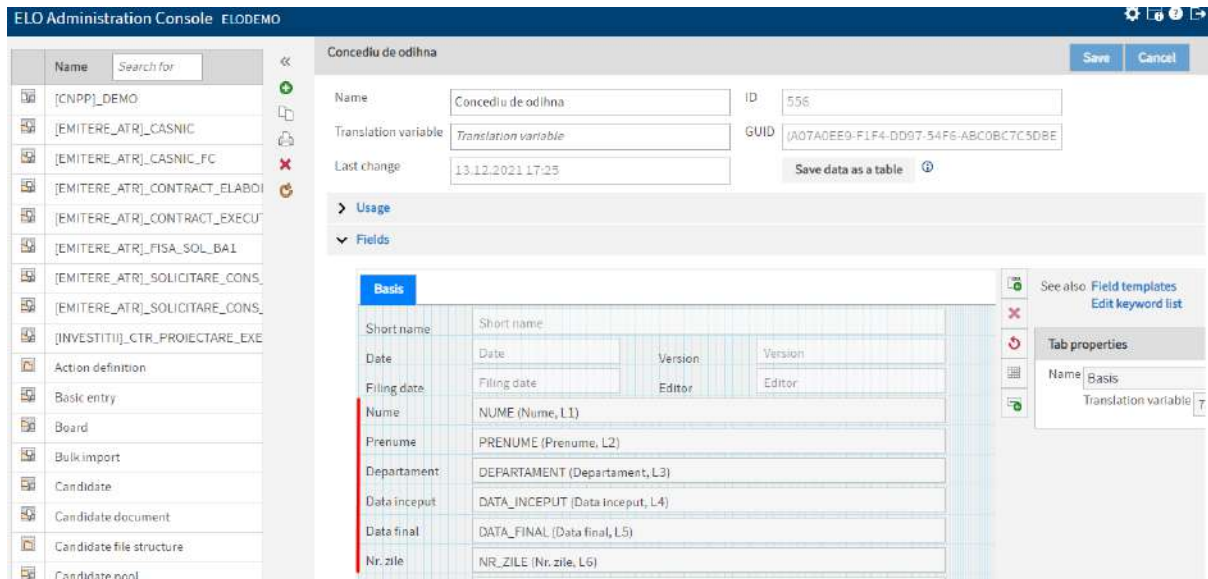 ELO Administration Console ELODEMO
Name Search for
[CNPP]_DEMO
[EMITERE_ATR]_CASNIC
[EMITERE_ATR]_CASNIC_FC
[EMITERE_ATR]_CONTRACT_ELABOI
[EMITERE_ATR]_CONTRACT_EXECUT
[EMITERE_ATR]_FISA_SOL_BA1
[EMITERE_ATR]_SOLICITARE_CONS_
[EMITERE_ATR]_SOLICITARE_CONS_
[INVESTITII]_CTR_PROIECTARE_EXE
Action definition
Basic entry
Board
Bulk import
Candidate
Candidate document
Candidate file structure
Candidate pool
Concediu de odihna
Save Cancel
Name Concediu de odihna ID 556
Translation variable Translation variable GUID (A07A0EE9-F1F4-DD97-54F6-ABC0BC7C5DBE
Last change 13.12.2021 17:25 Save data as a table
Usage
Fields
Basis
Short name Short name
Date Date Version Version
Filing date Filing date Editor Editor
Nume NUME (Nume, L1)
Prenume PRENUME (Prenume, L2)
Departament DEPARTAMENT (Departament, L3)
Data inceput DATA_INCEPUT (Data inceput, L4)
Data final DATA_FINAL (Data final, L5)
Nr. zile NR_ZILE (Nr. zile, L6)
See also Field templates
Edit keyword list
Tab properties
Name Basis
Translation variable